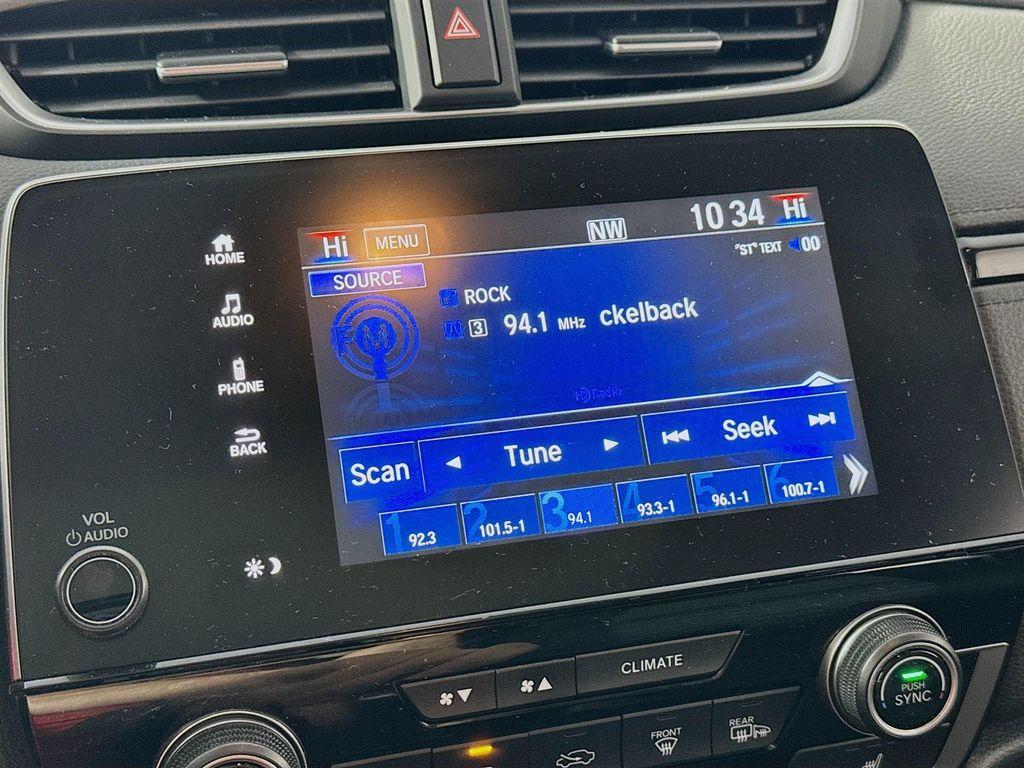 10 34 Hi
Hi MENU NW
"ST" TEXT 00
SOURCE
HOME
ROCK
FM
3 94.1 MHz ckelback
AUDIO
HD Radio
PHONE
BACK
Scan Tune Seek
1 92.3 2 101.5-1 3 94.1 4 93.3-1 5 96.1-1 6 100.7-1
VOL
AUDIO
CLIMATE
PUSH
SYNC
FRONT
REAR